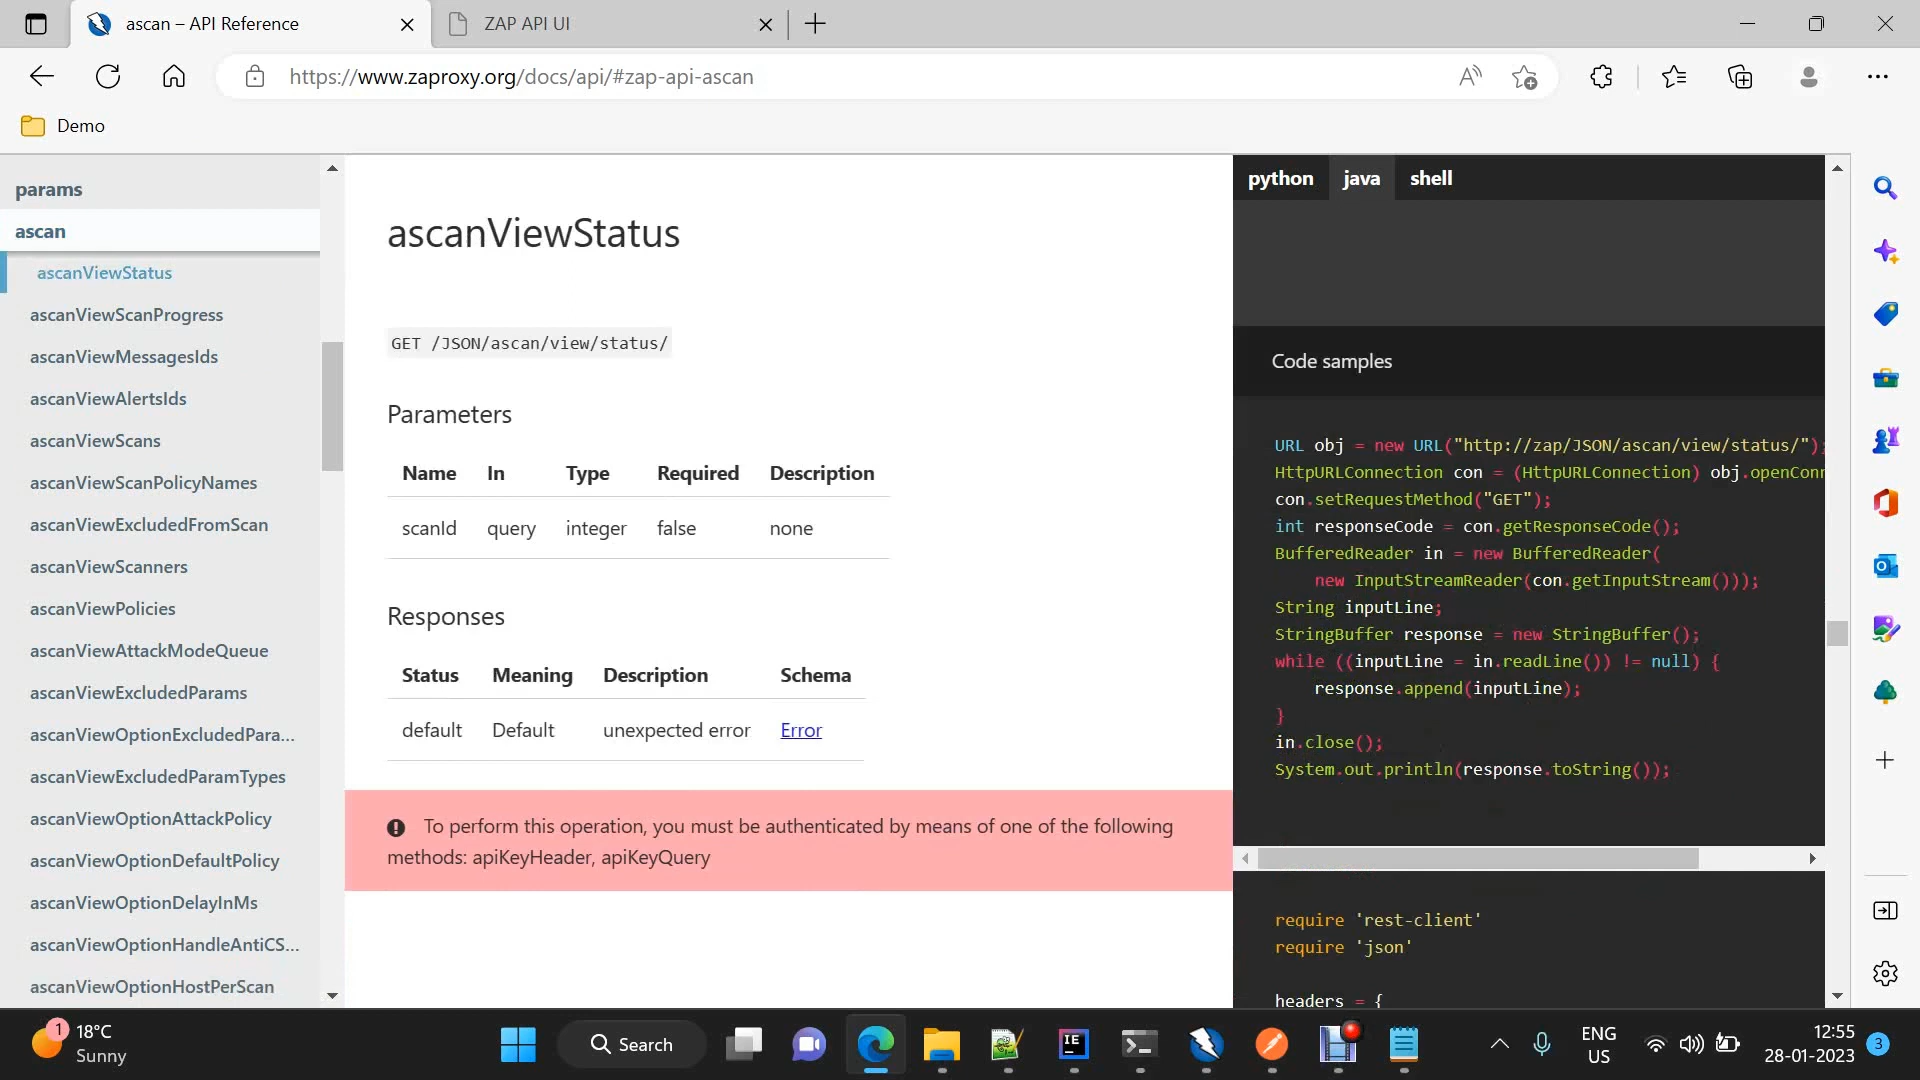 ascan – API Reference
ZAP API UI
https://www.zaproxy.org/docs/api/#zap-api-ascan
Demo
params
ascan
ascanViewStatus
ascanViewScanProgress
ascanViewMessagesIds
ascanViewAlertsIds
ascanViewScans
ascanViewScanPolicyNames
ascanViewExcludedFromScan
ascanViewScanners
ascanViewPolicies
ascanViewAttackModeQueue
ascanViewExcludedParams
ascanViewOptionExcludedPara...
ascanViewExcludedParamTypes
ascanViewOptionAttackPolicy
ascanViewOptionDefaultPolicy
ascanViewOptionDelayInMs
ascanViewOptionHandleAntiCS...
ascanViewOptionHostPerScan
ascanViewStatus
GET /JSON/ascan/view/status/
Parameters
Name In Type Required Description
scanId query integer false none
Responses
Status Meaning Description Schema
default Default unexpected error Error
To perform this operation, you must be authenticated by means of one of the following
methods: apiKeyHeader, apiKeyQuery
python java shell
Code samples
URL obj = new URL("http://zap/JSON/ascan/view/status/");
HttpURLConnection con = (HttpURLConnection) obj.openConn
con.setRequestMethod("GET");
int responseCode = con.getResponseCode();
BufferedReader in = new BufferedReader(
new InputStreamReader(con.getInputStream()));
String inputLine;
StringBuffer response = new StringBuffer();
while ((inputLine = in.readLine()) != null) {
response.append(inputLine);
}
in.close();
System.out.println(response.toString());
require 'rest-client'
require 'json'
headers = {
1
18°C
Sunny
Search
ENG
US
12:55
28-01-2023
3